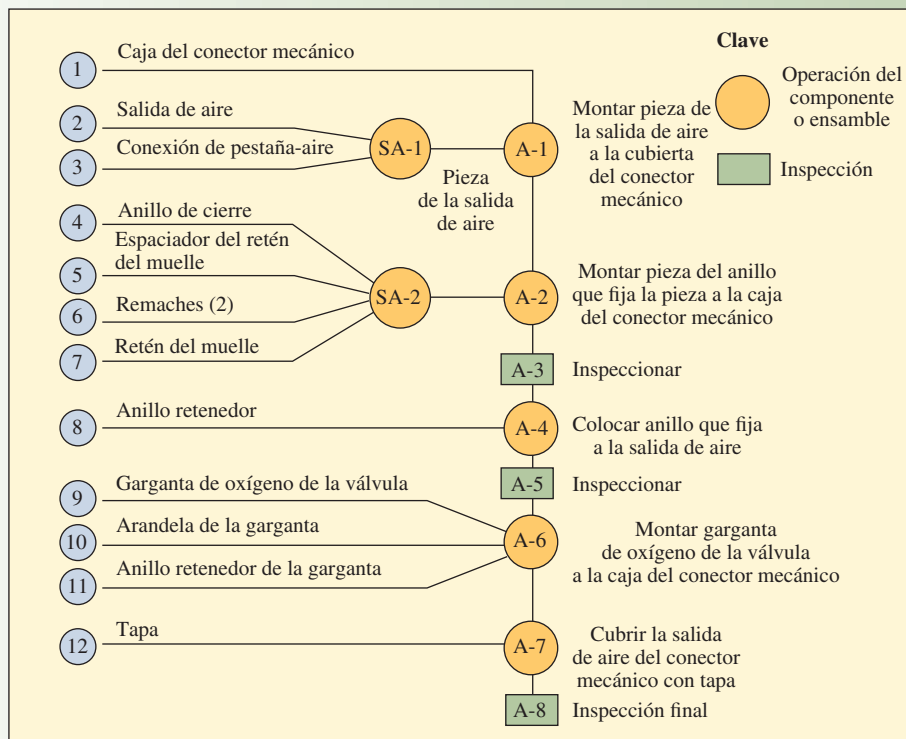 Clave
Operación del
componente
o ensamble
Inspección
1
Caja del conector mecánico
2
Salida de aire
3
Conexión de pestaña-aire
SA-1
Pieza
de la salida
de aire
A-1
Montar pieza de
la salida de aire
a la cubierta
del conector
mecánico
4
Anillo de cierre
5
Espaciador del retén
del muelle
6
Remaches (2)
7
Retén del muelle
SA-2
A-2
Montar pieza del anillo
que fija la pieza a la caja
del conector mecánico
A-3
Inspeccionar
8
Anillo retenedor
A-4
Colocar anillo que fija
a la salida de aire
A-5
Inspeccionar
9
Garganta de oxígeno de la válvula
10
Arandela de la garganta
11
Anillo retenedor de la garganta
A-6
Montar garganta
de oxígeno de la válvula
a la caja del conector mecánico
12
Tapa
A-7
Cubrir la salida
de aire del conector
mecánico con tapa
A-8
Inspección final